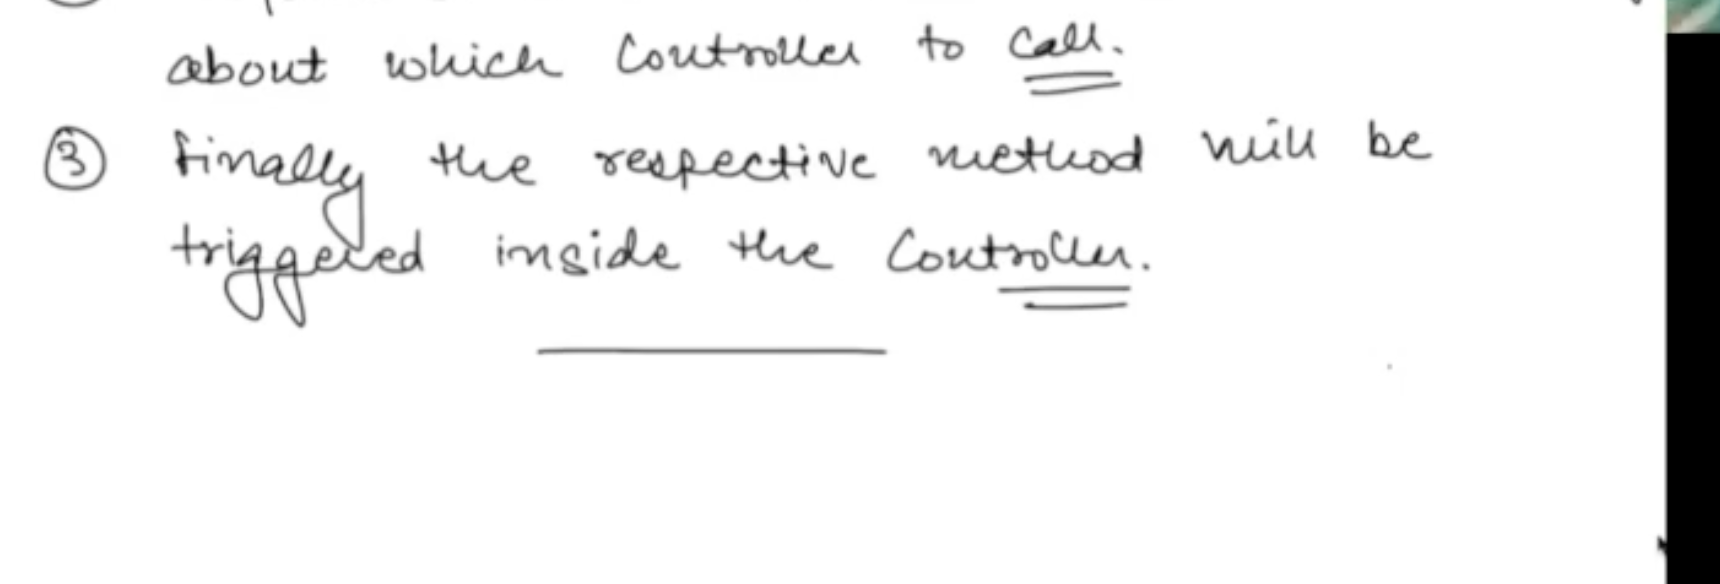 about which Controller to Call.
③ Finally the respective method will be
triggered inside the Controller.